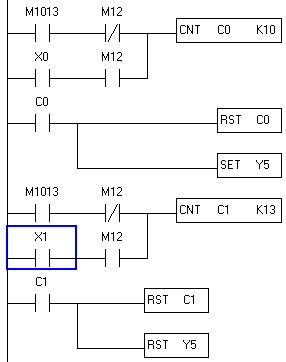 M1013 M12
CNT C0 K10
X0 M12
C0
RST C0
SET Y5
M1013 M12
CNT C1 K13
X1 M12
C1
RST C1
RST Y5